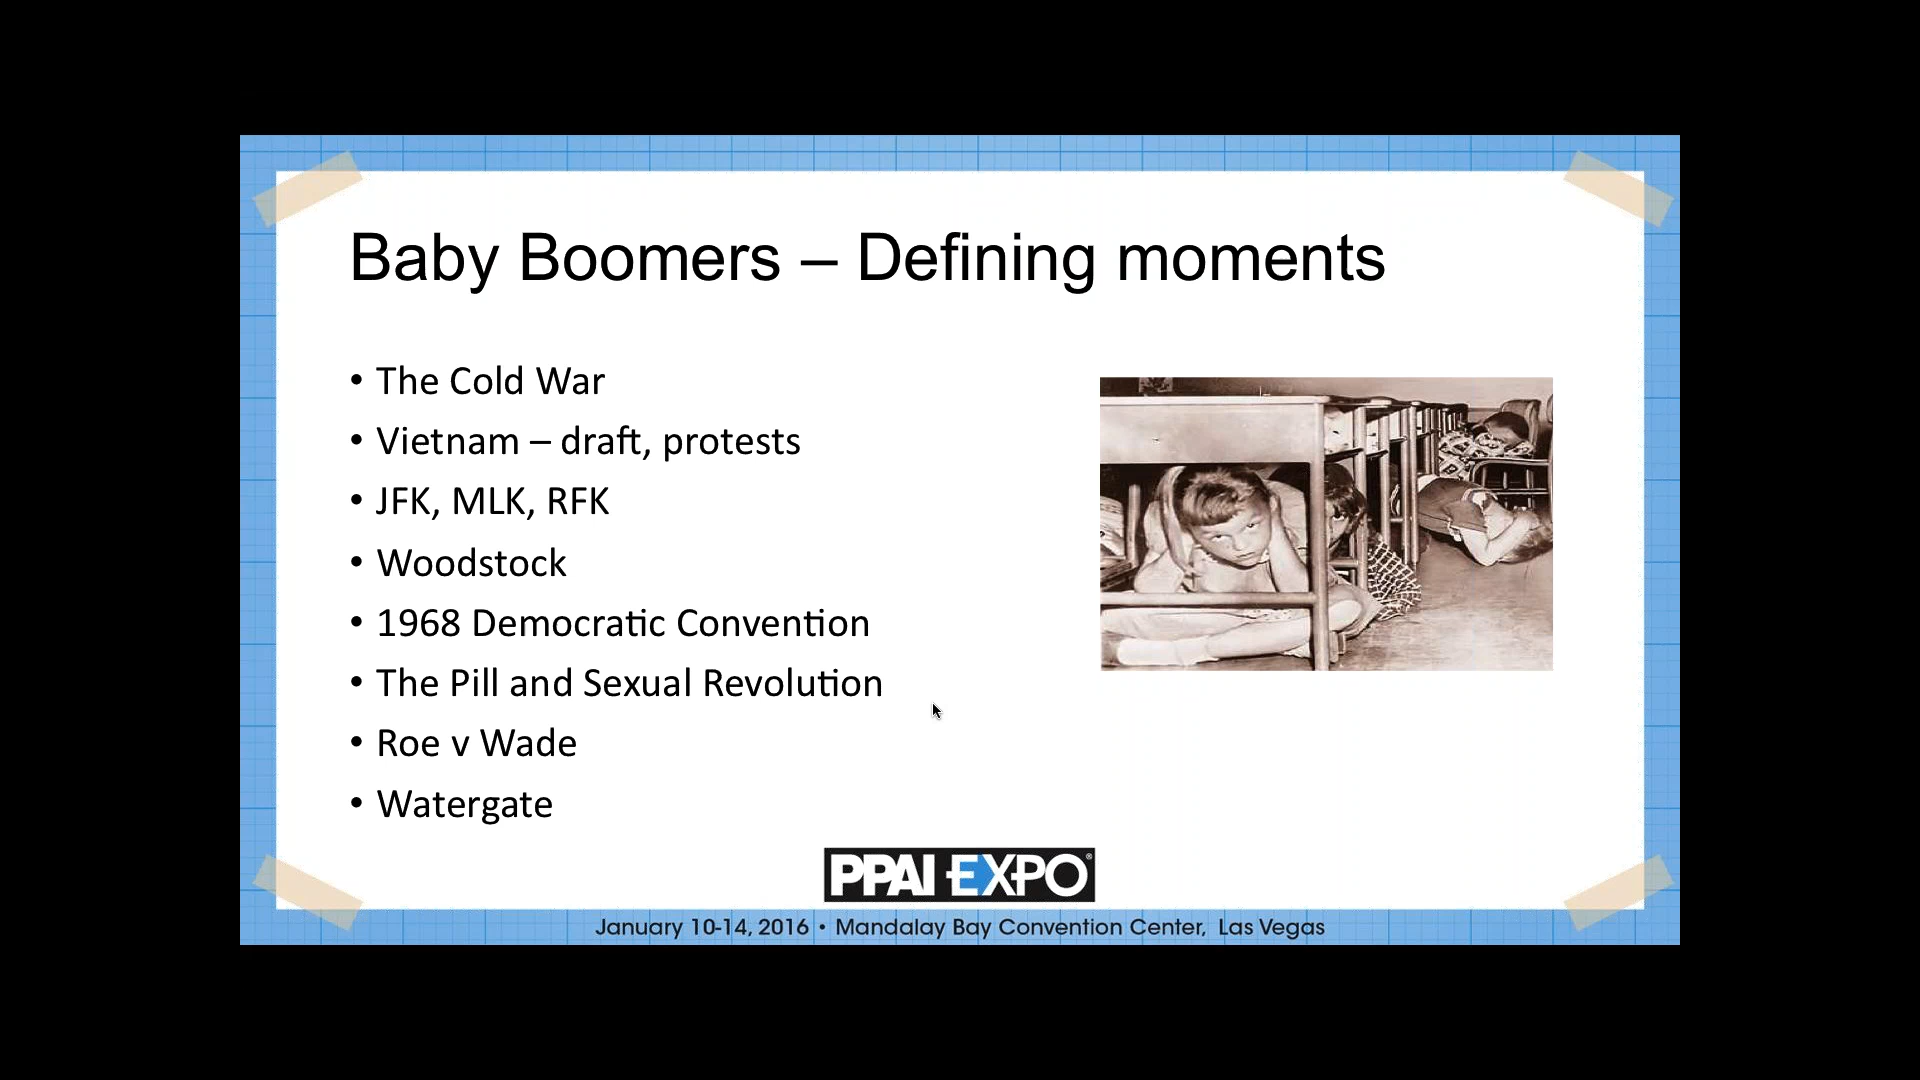 Baby Boomers – Defining moments
• The Cold War
• Vietnam – draft, protests
• JFK, MLK, RFK
• Woodstock
• 1968 Democratic Convention
• The Pill and Sexual Revolution
• Roe v Wade
• Watergate
PPAI EXPO®
January 10-14, 2016 • Mandalay Bay Convention Center, Las Vegas